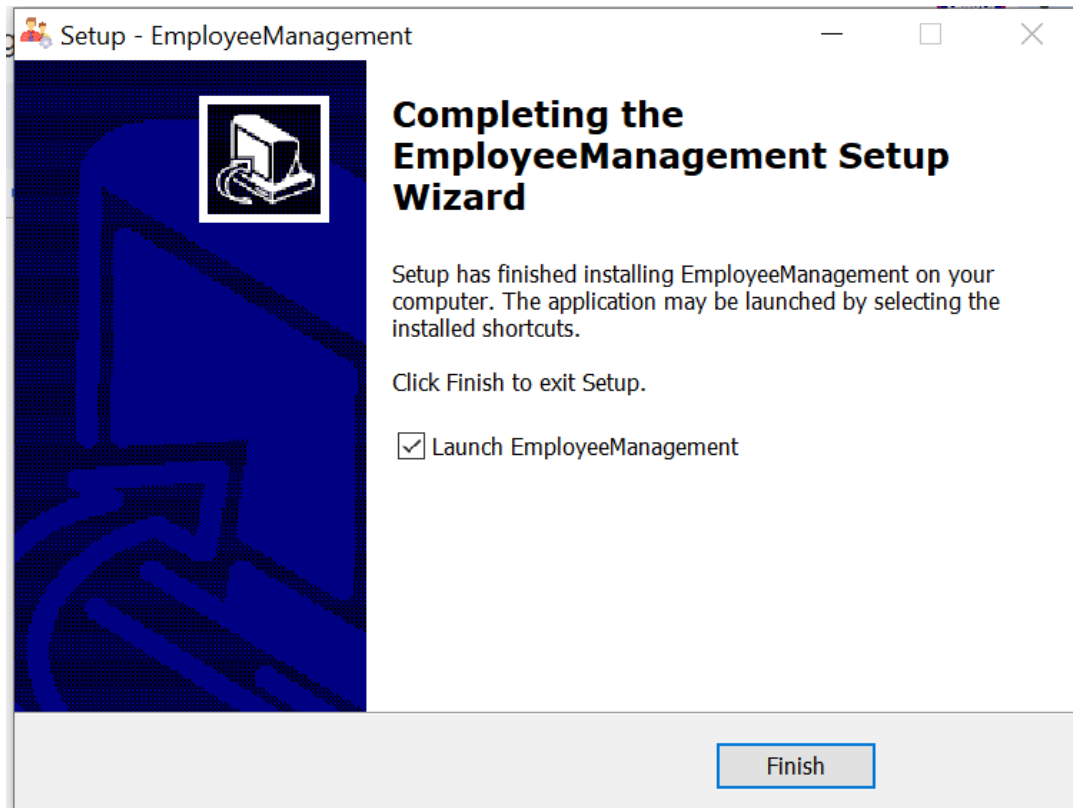 Setup - EmployeeManagement
Completing the
EmployeeManagement Setup
Wizard
Setup has finished installing EmployeeManagement on your
computer. The application may be launched by selecting the
installed shortcuts.
Click Finish to exit Setup.
Launch EmployeeManagement
Finish